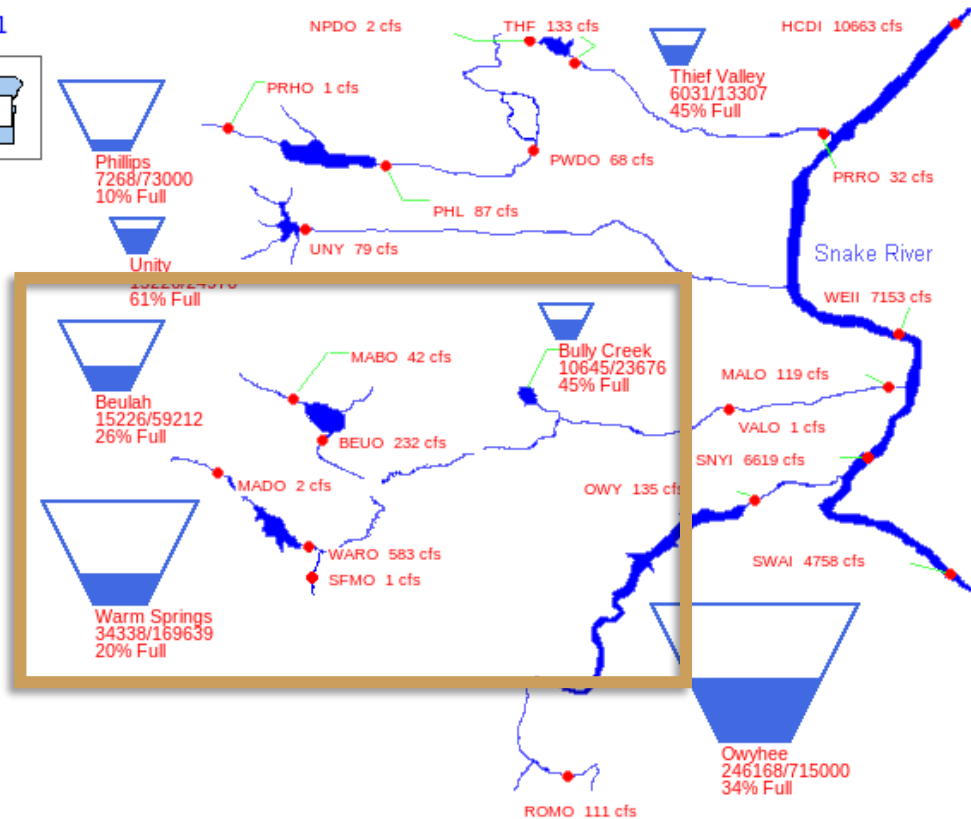 1
NPDO 2 cfs
THF 133 cfs
HCDI 10663 cfs
Thief Valley
6031/13307
45% Full
PRHO 1 cfs
Phillips
7268/73000
10% Full
PWDO 68 cfs
PRRO 32 cfs
PHL 87 cfs
UNY 79 cfs
Snake River
Unity
61% Full
WEII 7153 cfs
MABO 42 cfs
Bully Creek
10645/23676
45% Full
MALO 119 cfs
Beulah
15226/59212
26% Full
VALO 1 cfs
BEUO 232 cfs
SNYI 6619 cfs
MADO 2 cfs
OWY 135 cfs
WARO 583 cfs
SWAI 4758 cfs
SFMO 1 cfs
Warm Springs
34338/169639
20% Full
Owyhee
246168/715000
34% Full
ROMO 111 cfs